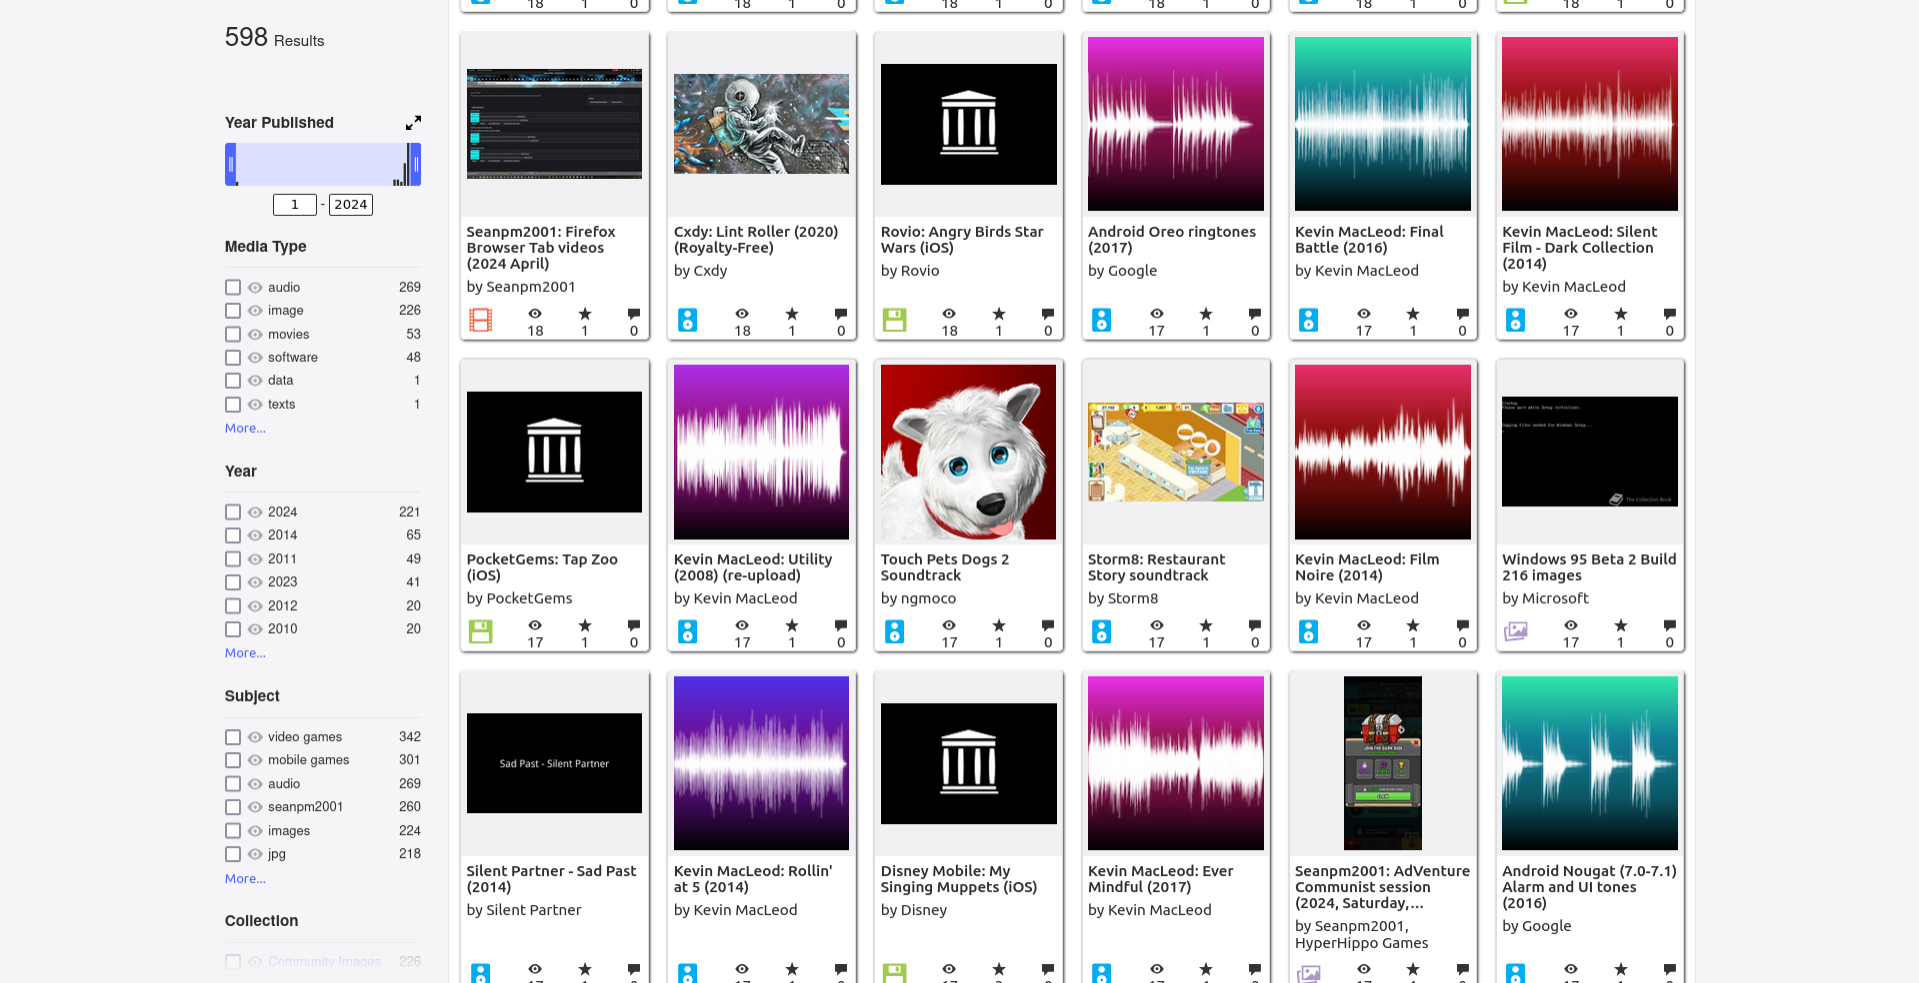 18 1 0 18 1 0 18 1 0 18 1 0 18 1 0 18 1 0
598 Results
Year Published
1 - 2024
Media Type
audio 269
image 226
movies 53
software 48
data 1
texts 1
More...
Year
2024 221
2014 65
2011 49
2023 41
2012 20
2010 20
More...
Subject
video games 342
mobile games 301
audio 269
seanpm2001 260
images 224
jpg 218
More...
Collection
Community Images 226
Seanpm2001: Firefox
Browser Tab videos
(2024 April)
by Seanpm2001
18 1 0
Cxdy: Lint Roller (2020)
(Royalty-Free)
by Cxdy
18 1 0
Rovio: Angry Birds Star
Wars (iOS)
by Rovio
18 1 0
Android Oreo ringtones
(2017)
by Google
17 1 0
Kevin MacLeod: Final
Battle (2016)
by Kevin MacLeod
17 1 0
Kevin MacLeod: Silent
Film - Dark Collection
(2014)
by Kevin MacLeod
17 1 0
PocketGems: Tap Zoo
(iOS)
by PocketGems
17 1 0
Kevin MacLeod: Utility
(2008) (re-upload)
by Kevin MacLeod
17 1 0
Touch Pets Dogs 2
Soundtrack
by ngmoco
17 1 0
Storm8: Restaurant
Story soundtrack
by Storm8
17 1 0
Kevin MacLeod: Film
Noire (2014)
by Kevin MacLeod
17 1 0
The Collection Book
Windows 95 Beta 2 Build
216 images
by Microsoft
17 1 0
Sad Past - Silent Partner
Silent Partner - Sad Past
(2014)
by Silent Partner
Kevin MacLeod: Rollin'
at 5 (2014)
by Kevin MacLeod
Disney Mobile: My
Singing Muppets (iOS)
by Disney
Kevin MacLeod: Ever
Mindful (2017)
by Kevin MacLeod
JOIN THE DARK SIDE
Seanpm2001: AdVenture
Communist session
(2024, Saturday,...
by Seanpm2001,
HyperHippo Games
Android Nougat (7.0-7.1)
Alarm and UI tones
(2016)
by Google